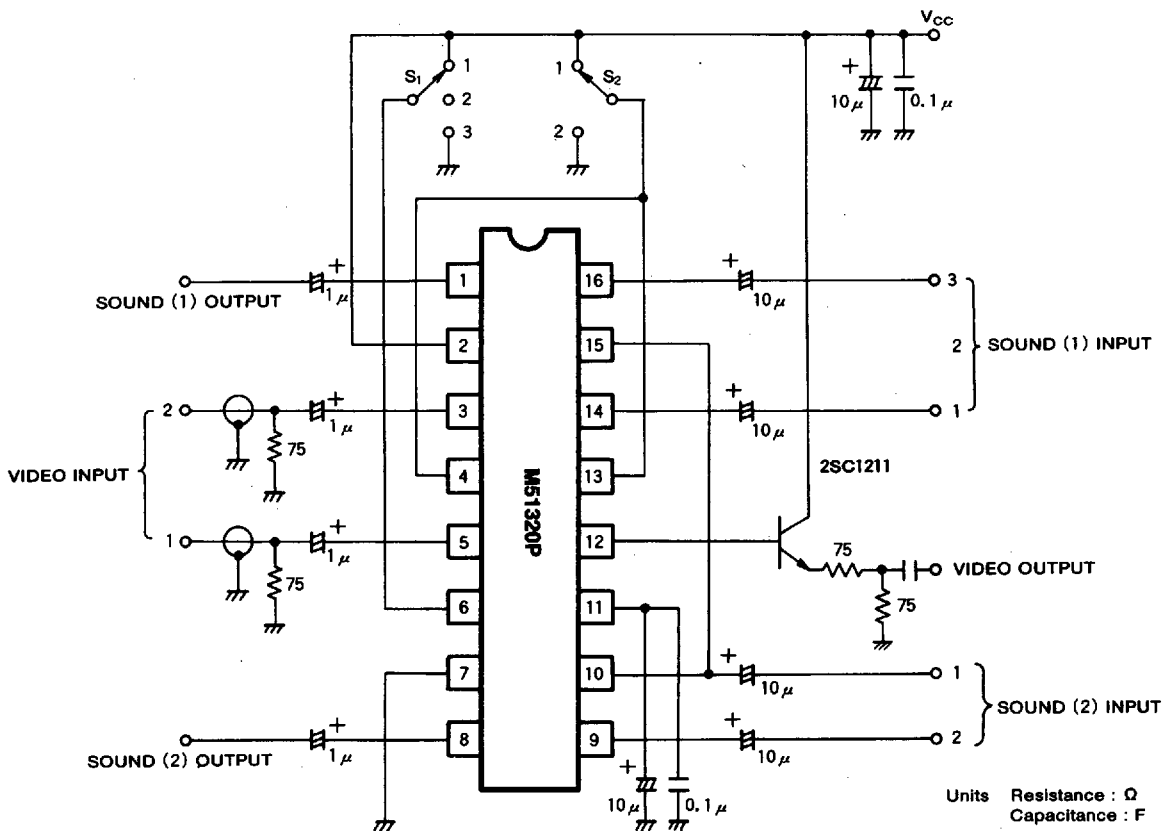 VCC
S1
1
2
3
1
S2
2
+
10μ
0.1μ
SOUND (1) OUTPUT
+
1μ
1
16
+
10μ
3
2
15
2
SOUND (1) INPUT
VIDEO INPUT
2
75
+
1μ
3
14
+
10μ
1
4
13
2SC1211
M51320P
1
75
+
1μ
5
12
75
VIDEO OUTPUT
75
6
11
7
10
+
10μ
1
SOUND (2) INPUT
SOUND (2) OUTPUT
+
1μ
8
9
+
10μ
2
+
10μ
0.1μ
Units Resistance : Ω
Capacitance : F